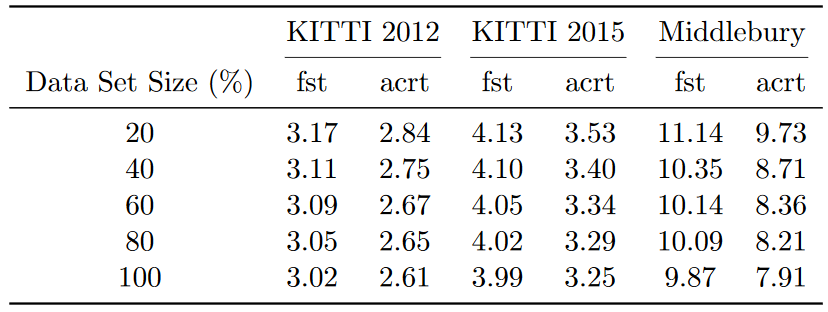 KITTI 2012 KITTI 2015 Middlebury
Data Set Size (%) fst acrt fst acrt fst acrt
20 3.17 2.84 4.13 3.53 11.14 9.73
40 3.11 2.75 4.10 3.40 10.35 8.71
60 3.09 2.67 4.05 3.34 10.14 8.36
80 3.05 2.65 4.02 3.29 10.09 8.21
100 3.02 2.61 3.99 3.25 9.87 7.91